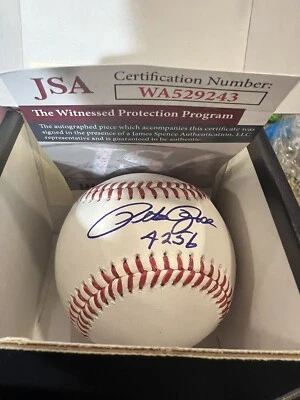 JSA
Certification Number:
WA529243
The Witnessed Protection Program
The autographed piece which accompanies this certificate was
signed in the presence of a James Spence Authentication, LLC
representative and is guaranteed to be authentic.
Pete Rose
4256